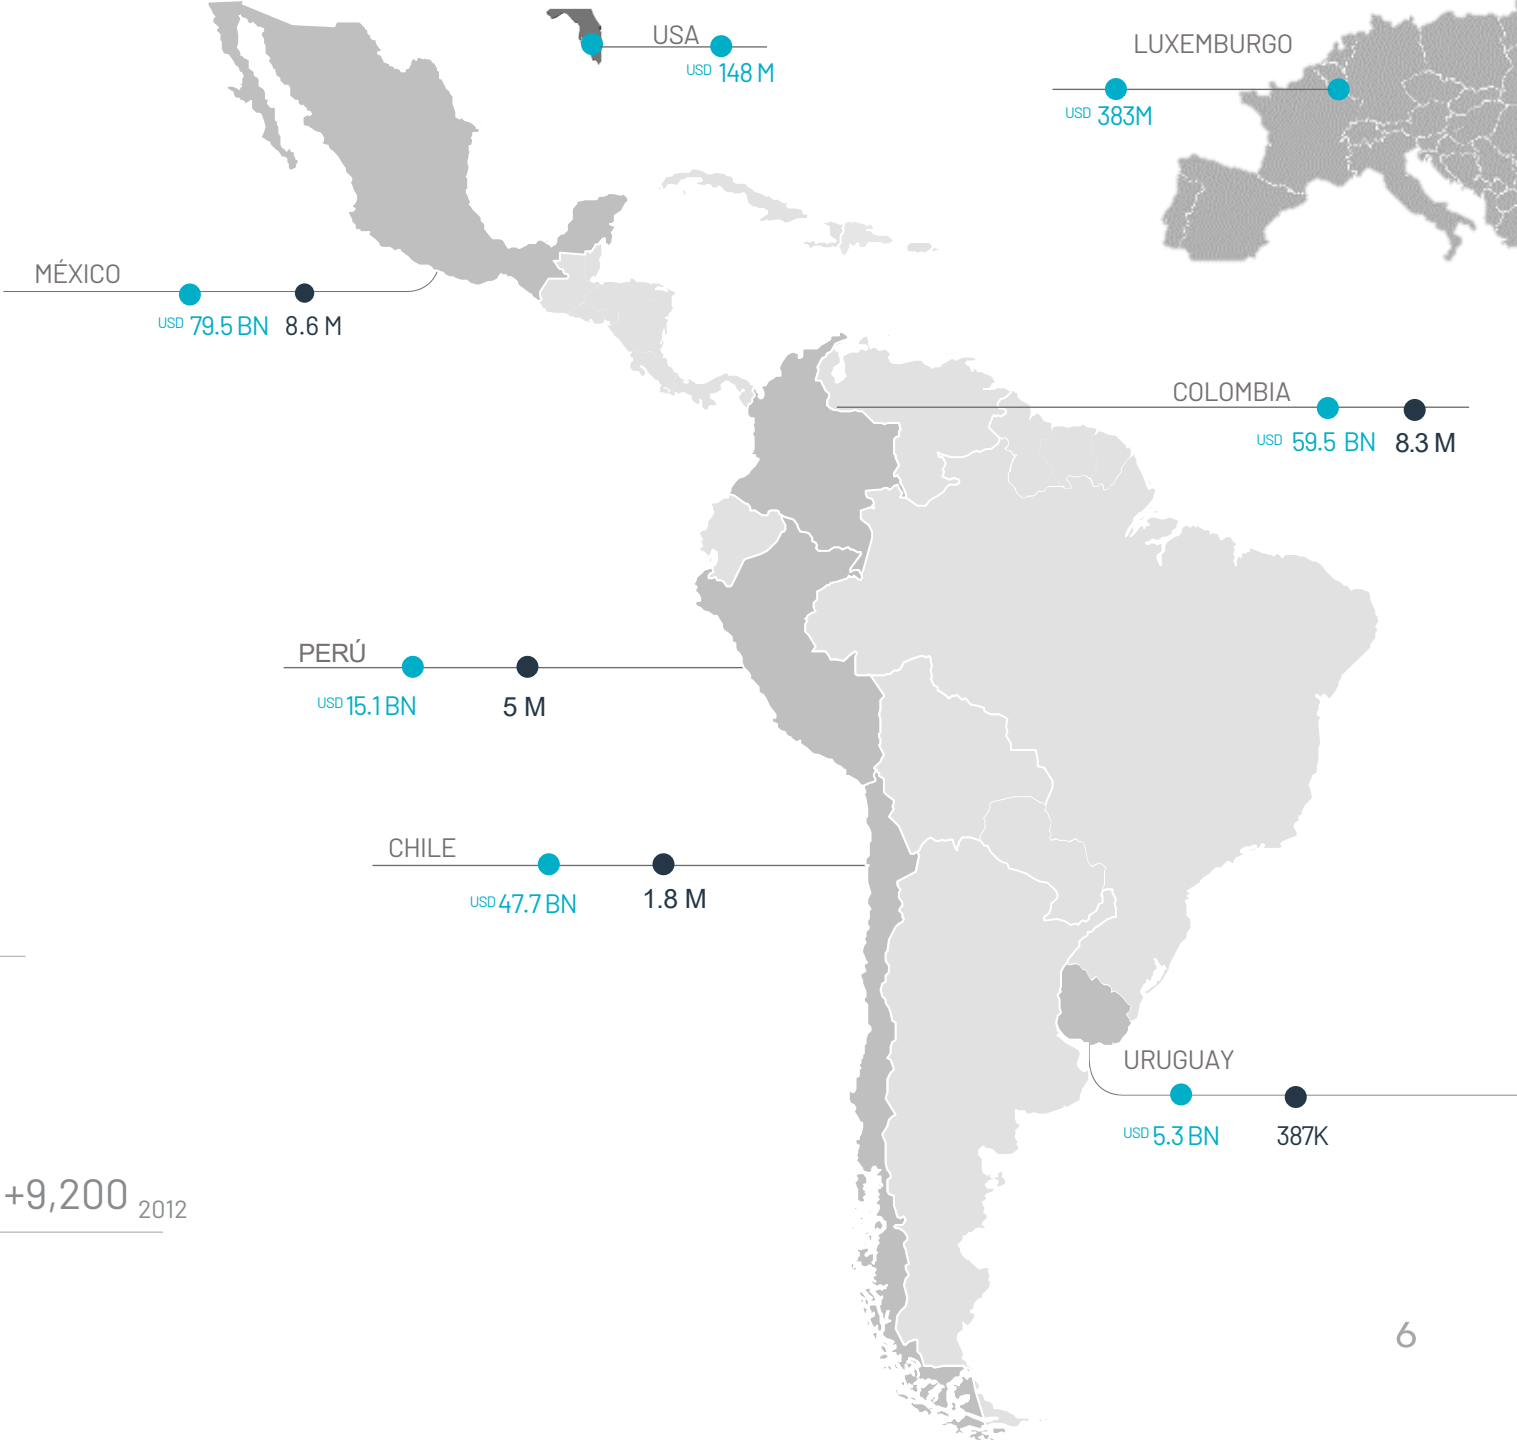 USA
USD 148 M
LUXEMBURGO
USD 383M
MÉXICO
USD 79.5 BN 8.6 M
COLOMBIA
USD 59.5 BN 8.3 M
PERÚ
USD 15.1 BN 5 M
CHILE
USD 47.7 BN 1.8 M
URUGUAY
USD 5.3 BN 387K
+9,200 2012
6